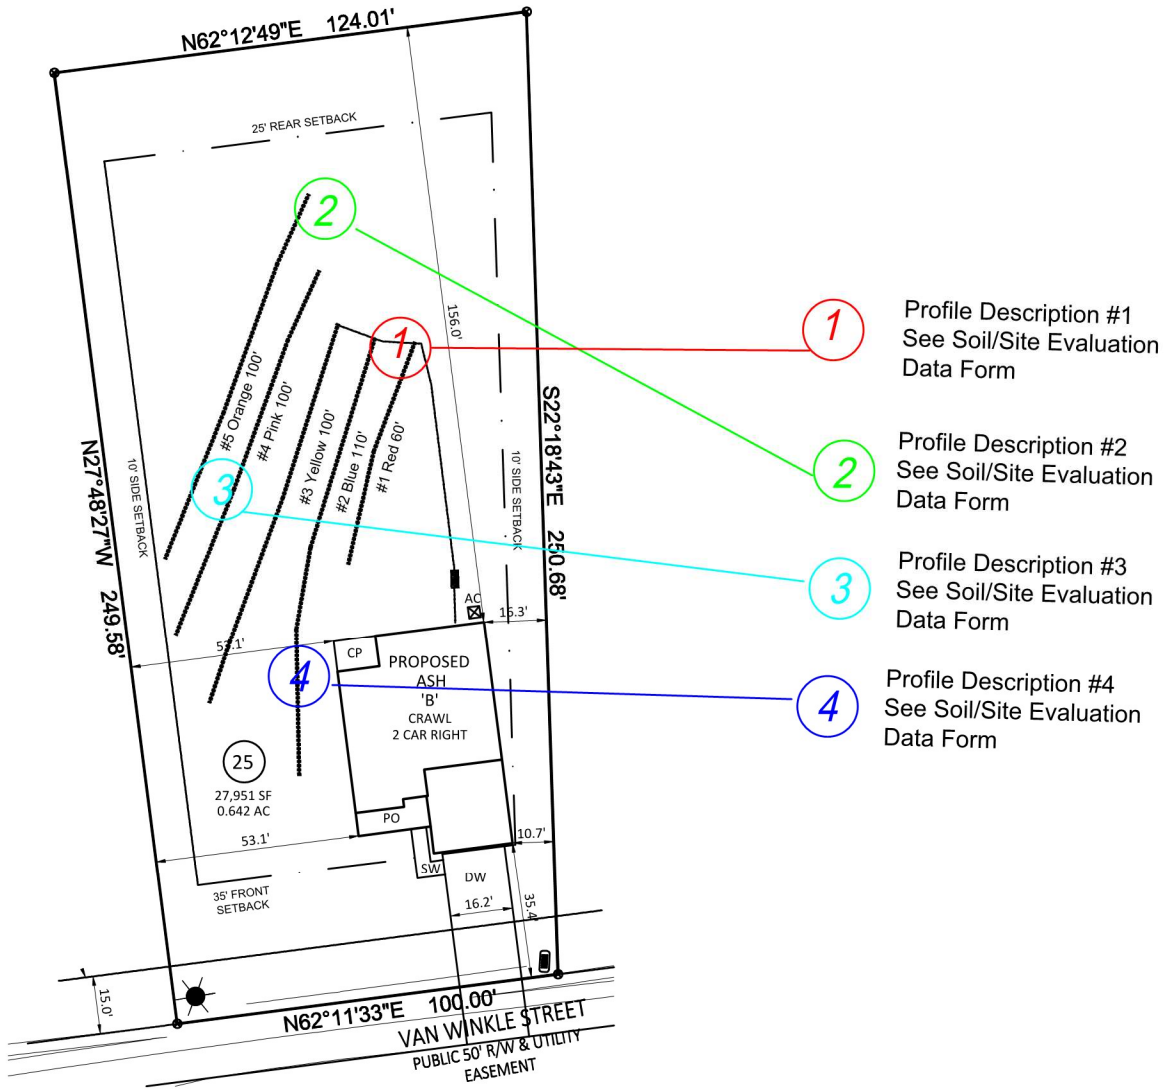 N62°12'49"E 124.01'
25' REAR SETBACK
2
156.0'
1
#5 Orange 100'
#4 Pink 100'
#3 Yellow 100'
#2 Blue 110'
#1 Red 60'
3
N27°48'27"W 249.58'
10' SIDE SETBACK
10' SIDE SETBACK
S22°18'43"E 250.68'
AC
53.1'
CP
4
PROPOSED
ASH
'B'
CRAWL
2 CAR RIGHT
25
27,951 SF
0.642 AC
PO
53.1'
10.7'
SW
DW
16.2'
35.4'
35' FRONT
SETBACK
15.0'
N62°11'33"E 100.00'
VAN WINKLE STREET
PUBLIC 50' R/W & UTILITY
EASEMENT
1
Profile Description #1
See Soil/Site Evaluation
Data Form
2
Profile Description #2
See Soil/Site Evaluation
Data Form
3
Profile Description #3
See Soil/Site Evaluation
Data Form
4
Profile Description #4
See Soil/Site Evaluation
Data Form